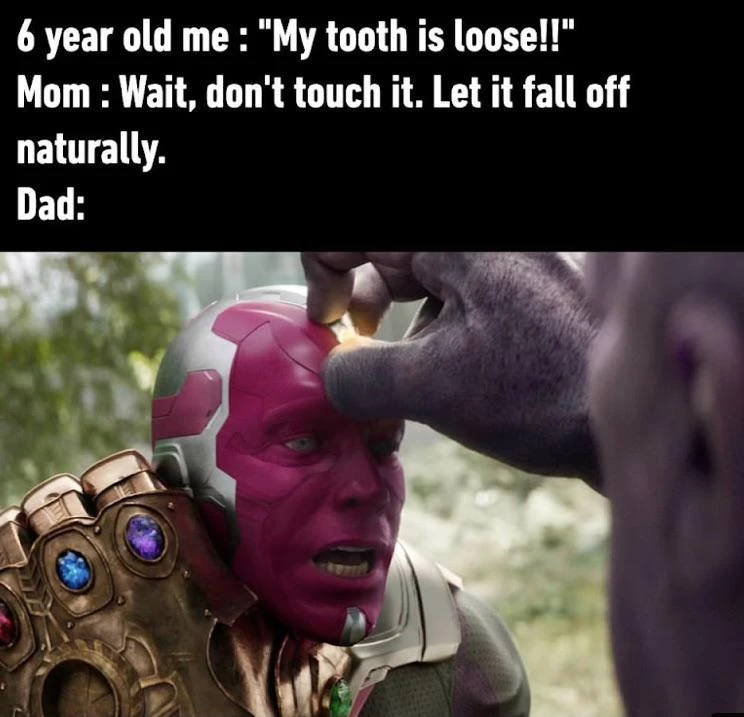 6 year old me : "My tooth is loose!!"
Mom : Wait, don't touch it. Let it fall off
naturally.
Dad: